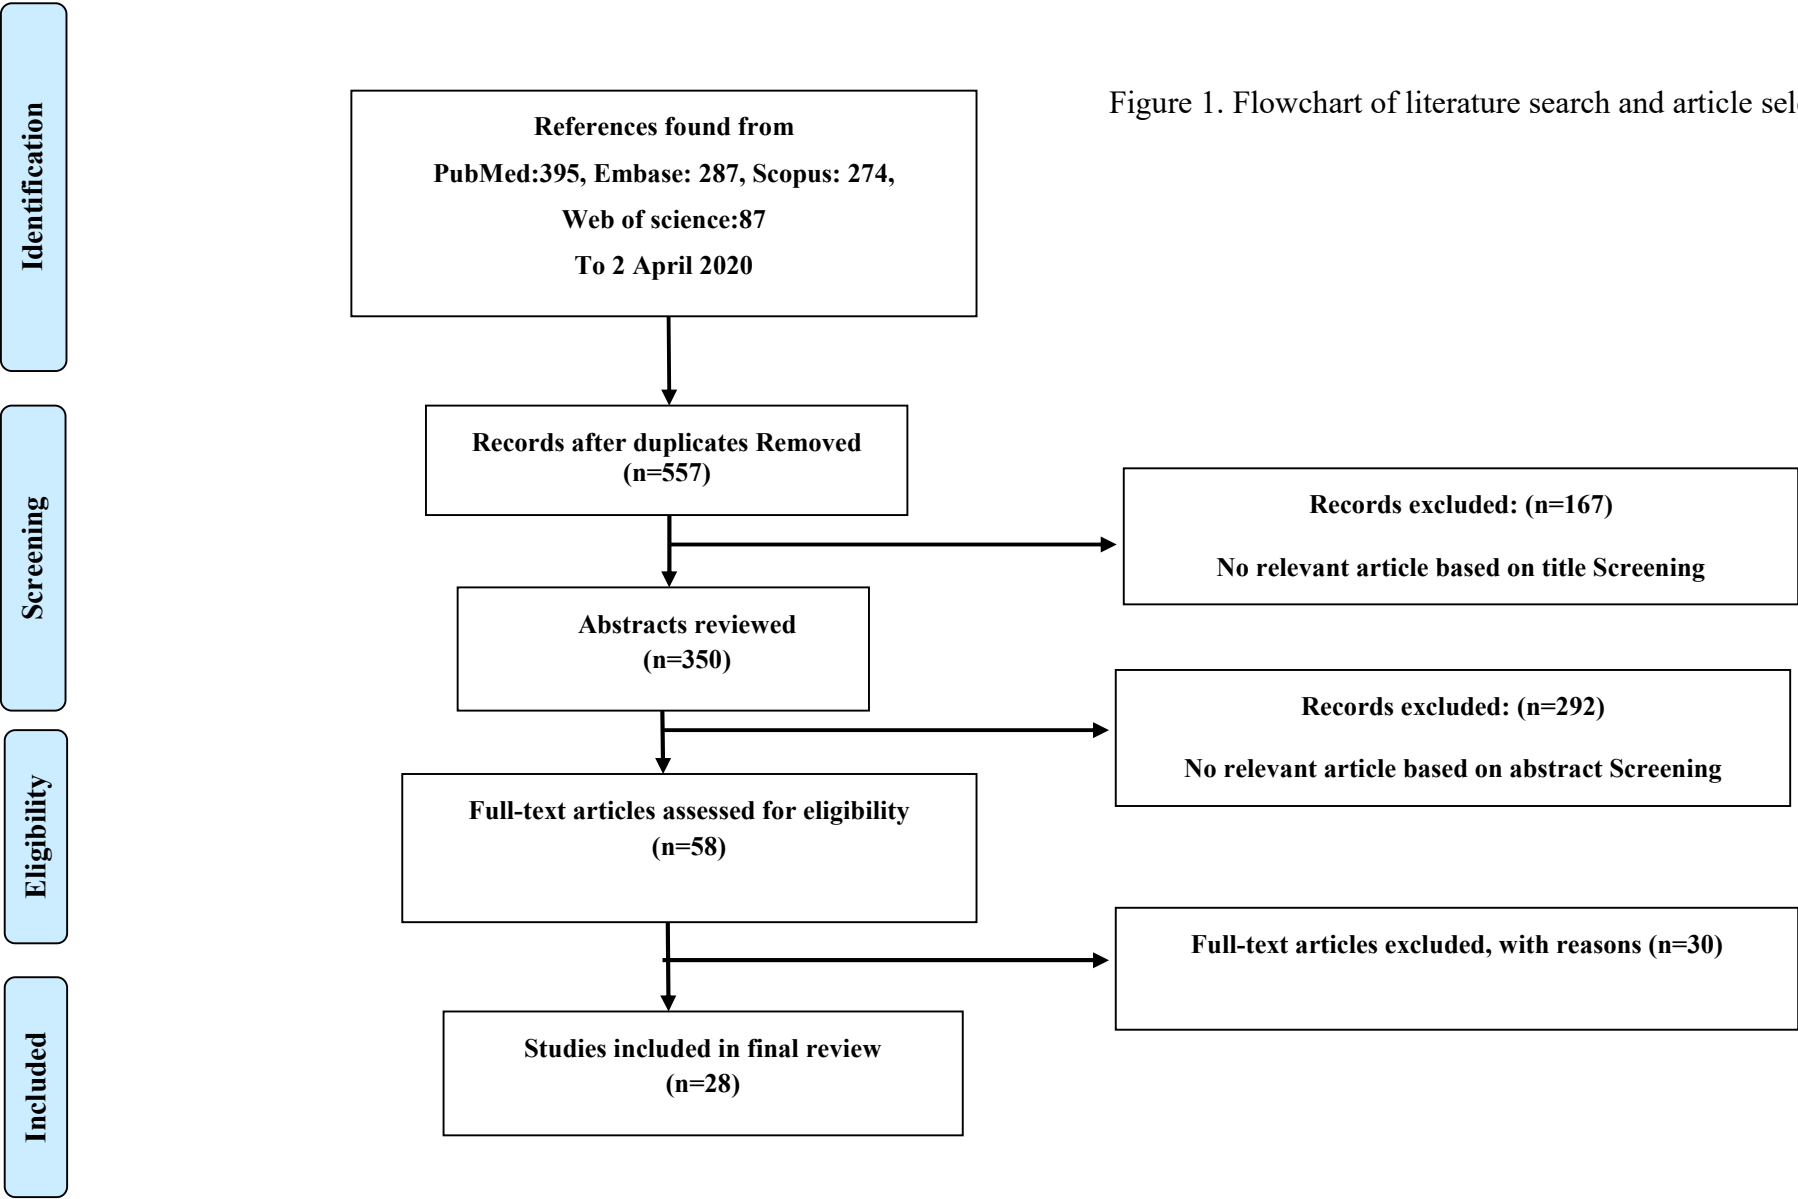 Identification
References found from
PubMed:395, Embase: 287, Scopus: 274,
Web of science:87
To 2 April 2020
Figure 1. Flowchart of literature search and article
Screening
Records after duplicates Removed
(n=557)
Records excluded: (n=167)
No relevant article based on title Screening
Abstracts reviewed
(n=350)
Records excluded: (n=292)
No relevant article based on abstract Screening
Eligibility
Full-text articles assessed for eligibility
(n=58)
Full-text articles excluded, with reasons (n=30)
Included
Studies included in final review
(n=28)